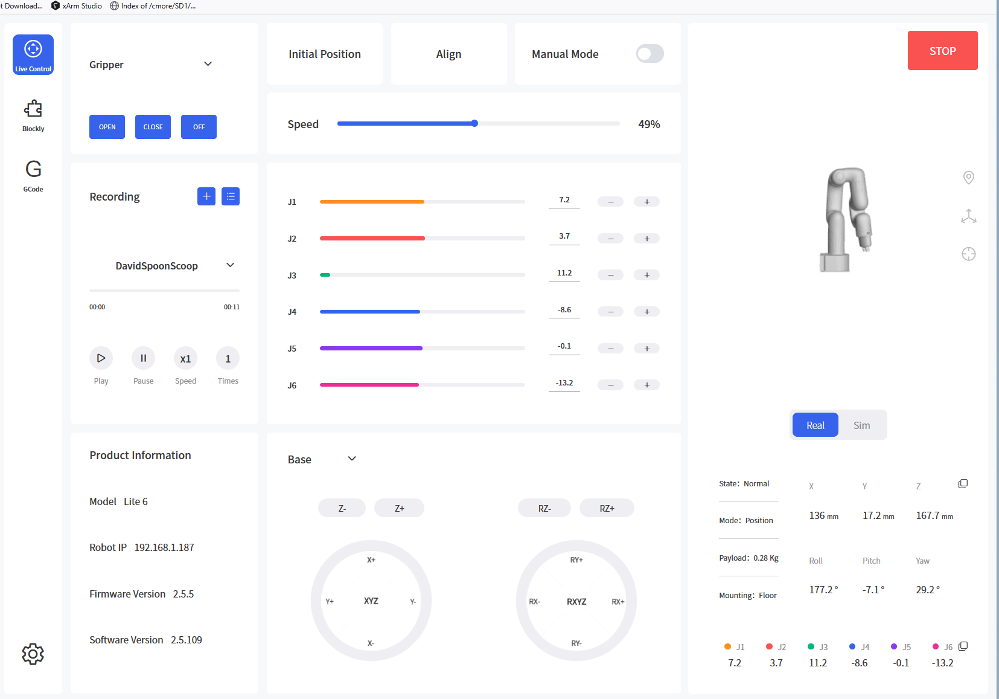 t Download...
xArm Studio
Index of /cmore/SD1/...
Live Control
Blockly
G
GCode
Gripper
OPEN CLOSE OFF
Initial Position
Align
Manual Mode
STOP
Speed 49%
Recording
DavidSpoonScoop
00:00 00:11
x1 1
Play Pause Speed Times
J1 7.2 − +
J2 3.7 − +
J3 11.2 − +
J4 -8.6 − +
J5 -0.1 − +
J6 -13.2 − +
Product Information
Model Lite 6
Robot IP 192.168.1.187
Firmware Version 2.5.5
Software Version 2.5.109
Base
Z- Z+ RZ- RZ+
X+
Y+ XYZ Y-
X-
RY+
RX- RXYZ RX+
RY-
Real Sim
State: Normal
Mode: Position
Payload: 0.28 Kg
Mounting: Floor
X Y Z
136 mm 17.2 mm 167.7 mm
Roll Pitch Yaw
177.2 ° -7.1 ° 29.2 °
J1 J2 J3 J4 J5 J6
7.2 3.7 11.2 -8.6 -0.1 -13.2